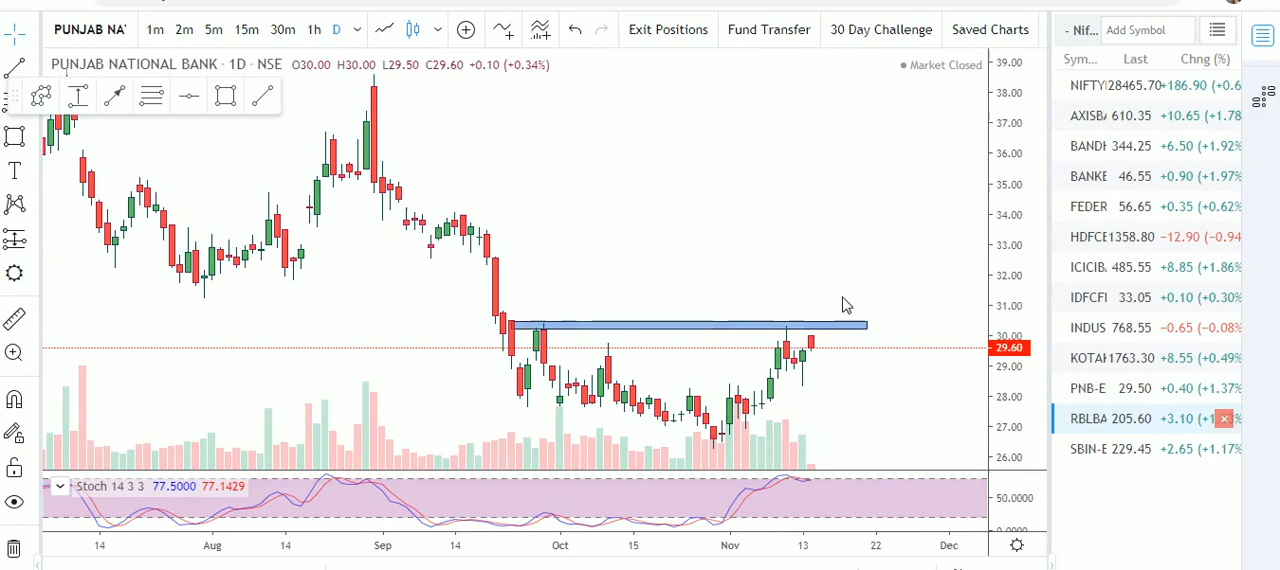 PUNJAB NA' 1m 2m 5m 15m 30m 1h D Exit Positions Fund Transfer 30 Day Challenge Saved Charts
- Nif... Add Symbol
PUNJAB NATIONAL BANK · 1D · NSE O30.00 H30.00 L29.50 C29.60 +0.10 (+0.34%) Market Closed
Sym... Last Chng (%)
39.00
38.00
37.00
36.00
35.00
34.00
33.00
32.00
31.00
30.00
29.60
29.00
28.00
27.00
26.00
NIFTY 28465.70 +186.90 (+0.6
AXISB 610.35 +10.65 (+1.78
BANDI 344.25 +6.50 (+1.92%
BANKE 46.55 +0.90 (+1.97%
FEDER 56.65 +0.35 (+0.62%
HDFCE 1358.80 −12.90 (−0.94
ICICIB, 485.55 +8.85 (+1.86%
IDFCFI 33.05 +0.10 (+0.30%
INDUS 768.55 −0.65 (−0.08%
KOTAI 1763.30 +8.55 (+0.49%
PNB-E 29.50 +0.40 (+1.37%
RBLBA 205.60 +3.10 (+1
SBIN-E 229.45 +2.65 (+1.17%
Stoch 14 3 3 77.5000 77.1429
50.0000
0.0000
14 Aug 14 Sep 14 Oct 15 Nov 13 22 Dec